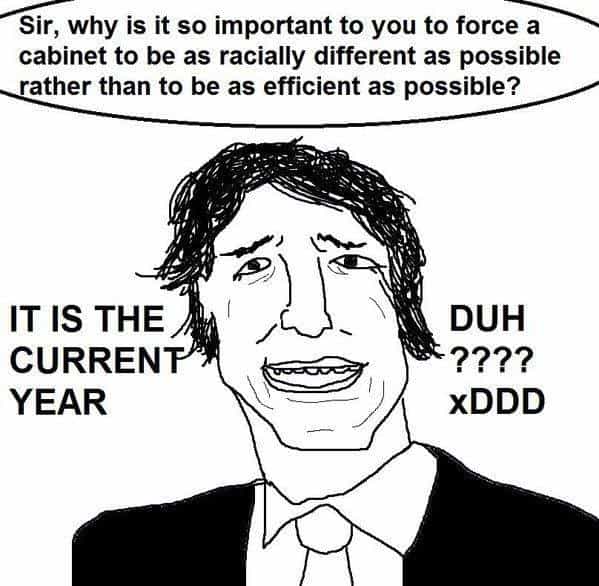 Sir, why is it so important to you to force a
cabinet to be as racially different as possible
rather than to be as efficient as possible?
IT IS THE
CURRENT
YEAR
DUH
????
xDDD